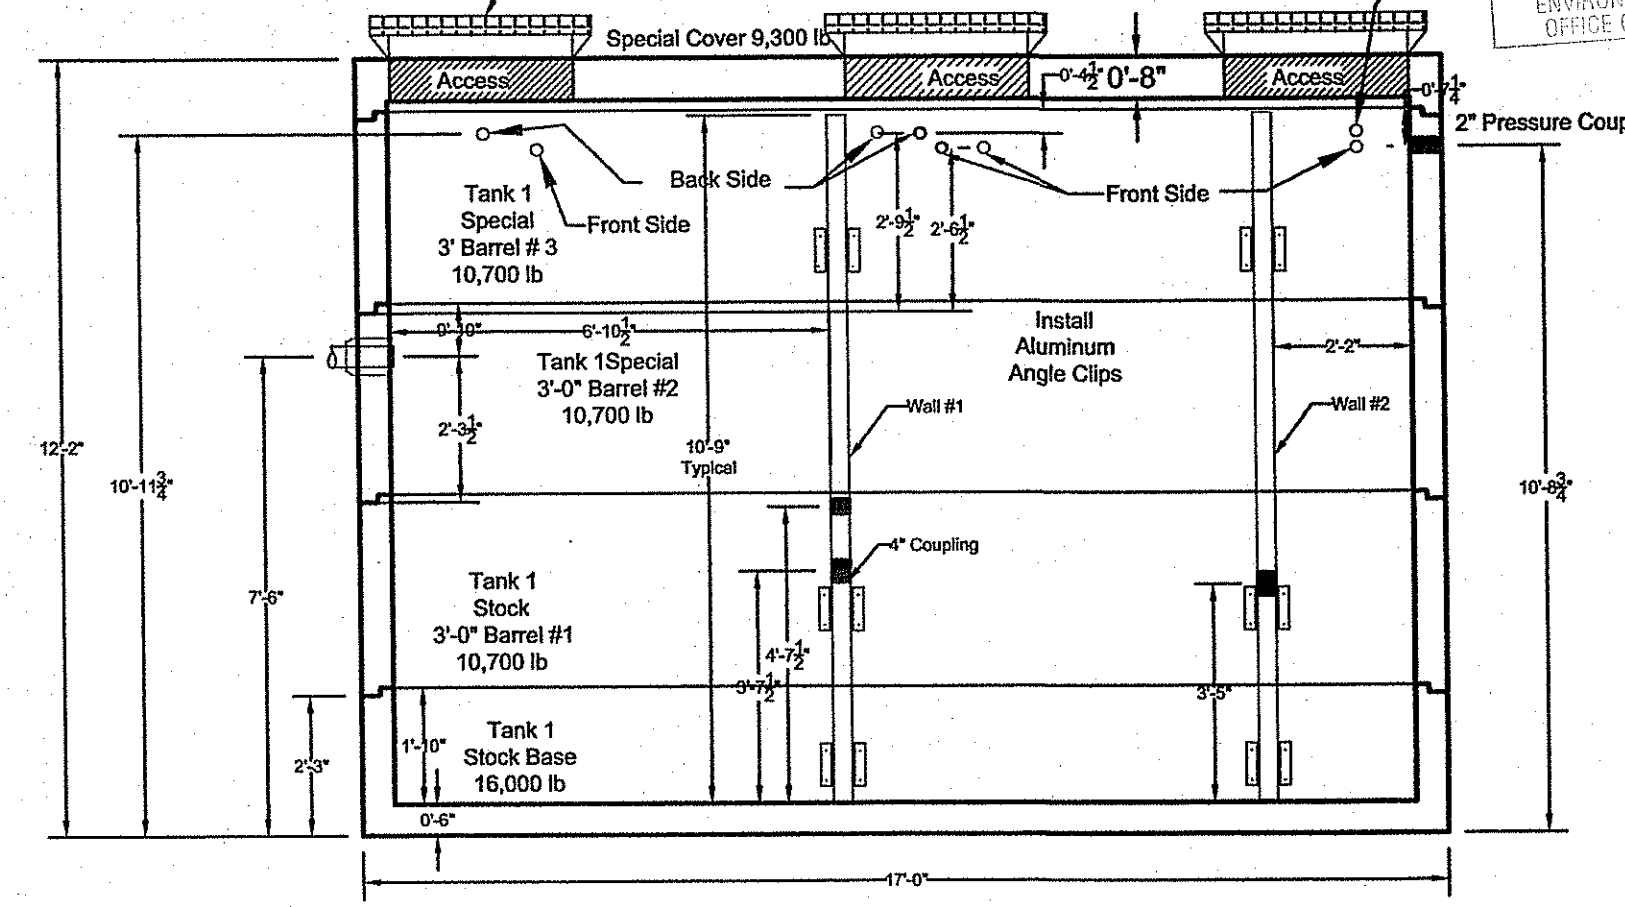 ENVIRON
OFFICE
Special Cover 9,300 lb
Access
Access
Access
0'-4½"
0'-8"
0'-7¼"
2" Pressure Coup
Back Side
Front Side
Front Side
Tank 1
Special
3' Barrel # 3
10,700 lb
2'-9½"
2'-6½"
Install
Aluminum
Angle Clips
6'-10½"
2'-2"
Tank 1Special
3'-0" Barrel #2
10,700 lb
Wall #1
Wall #2
2'-3½"
12'-2"
10'-11¾"
10'-9"
Typical
10'-8¾"
4" Coupling
Tank 1
Stock
3'-0" Barrel #1
10,700 lb
7'-6"
4'-7½"
3'-7½"
3'-5"
Tank 1
Stock Base
16,000 lb
1'-10"
2'-3"
0'-6"
17'-0"